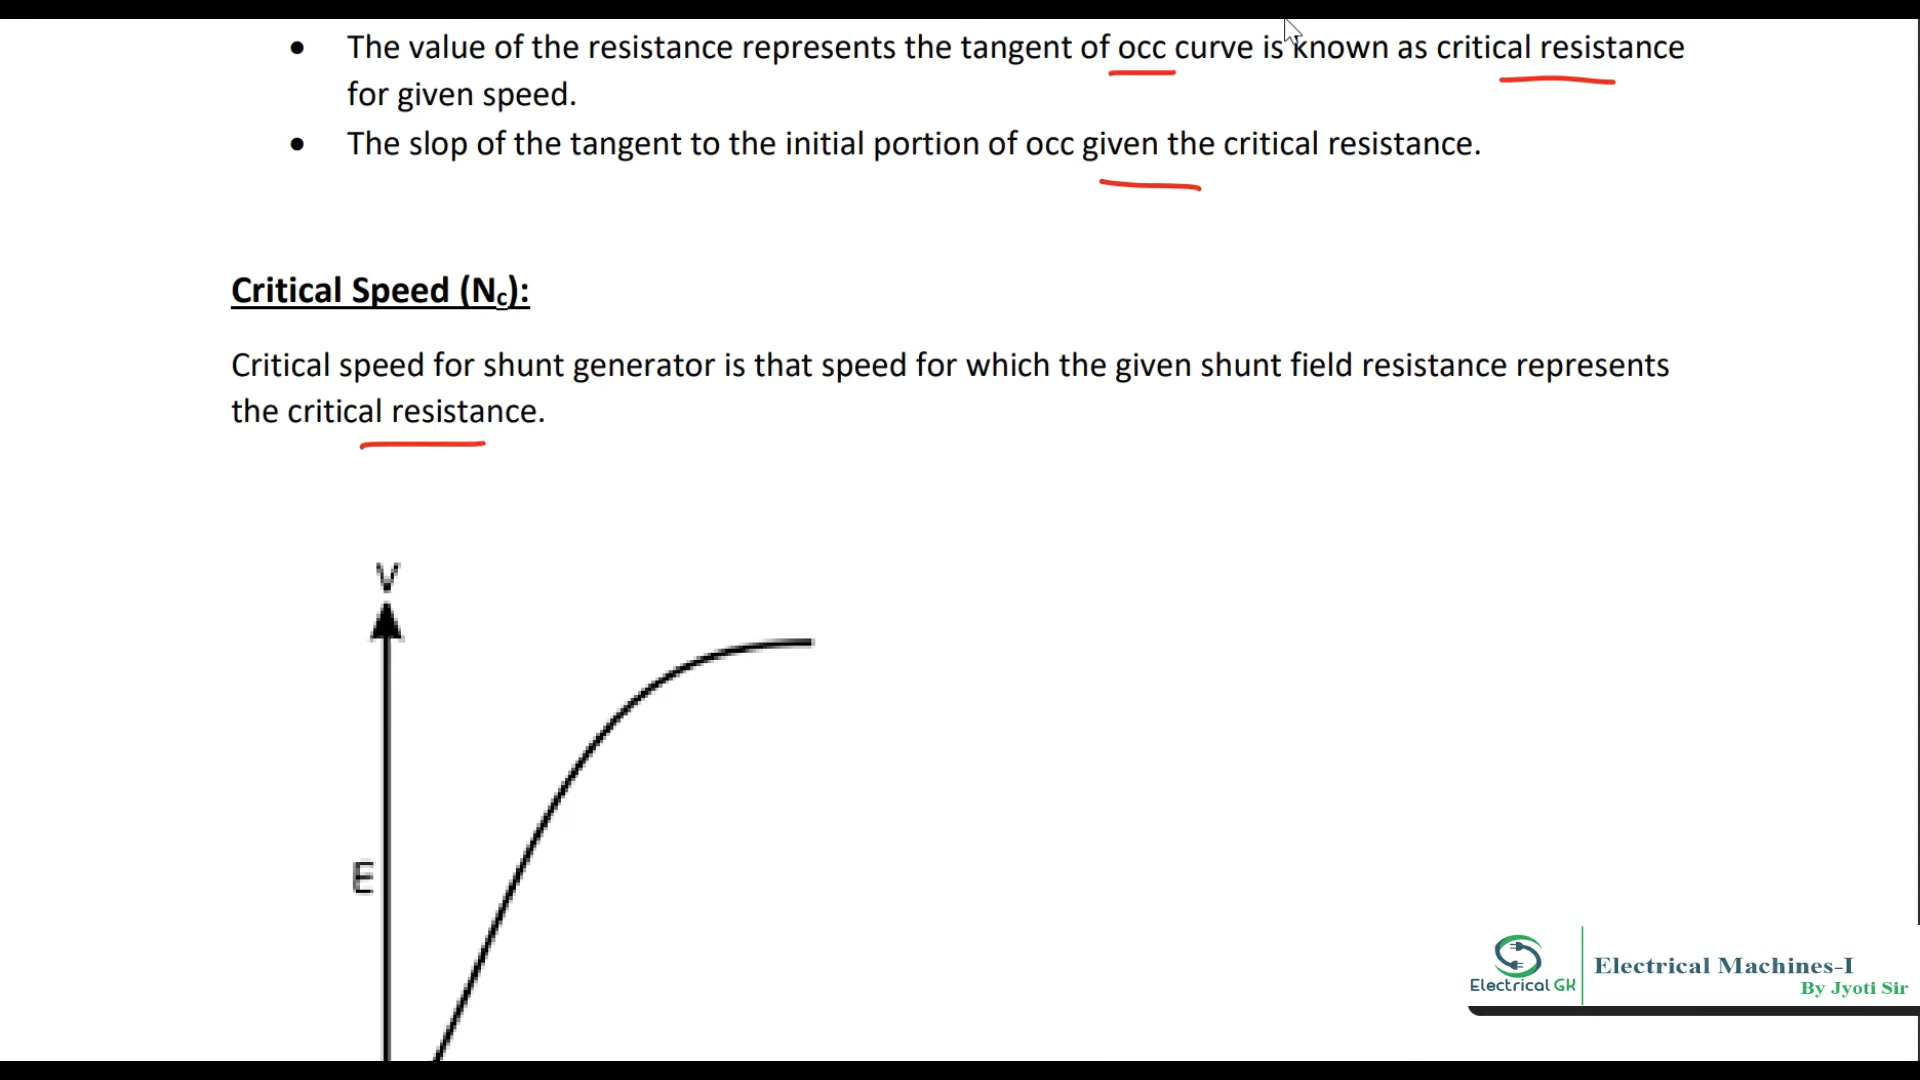 • The value of the resistance represents the tangent of occ curve is known as critical resistance
for given speed.
• The slop of the tangent to the initial portion of occ given the critical resistance.
Critical Speed (Nc):
Critical speed for shunt generator is that speed for which the given shunt field resistance represents
the critical resistance.
V
E
Electrical GK
Electrical Machines-I
By Jyoti Sir